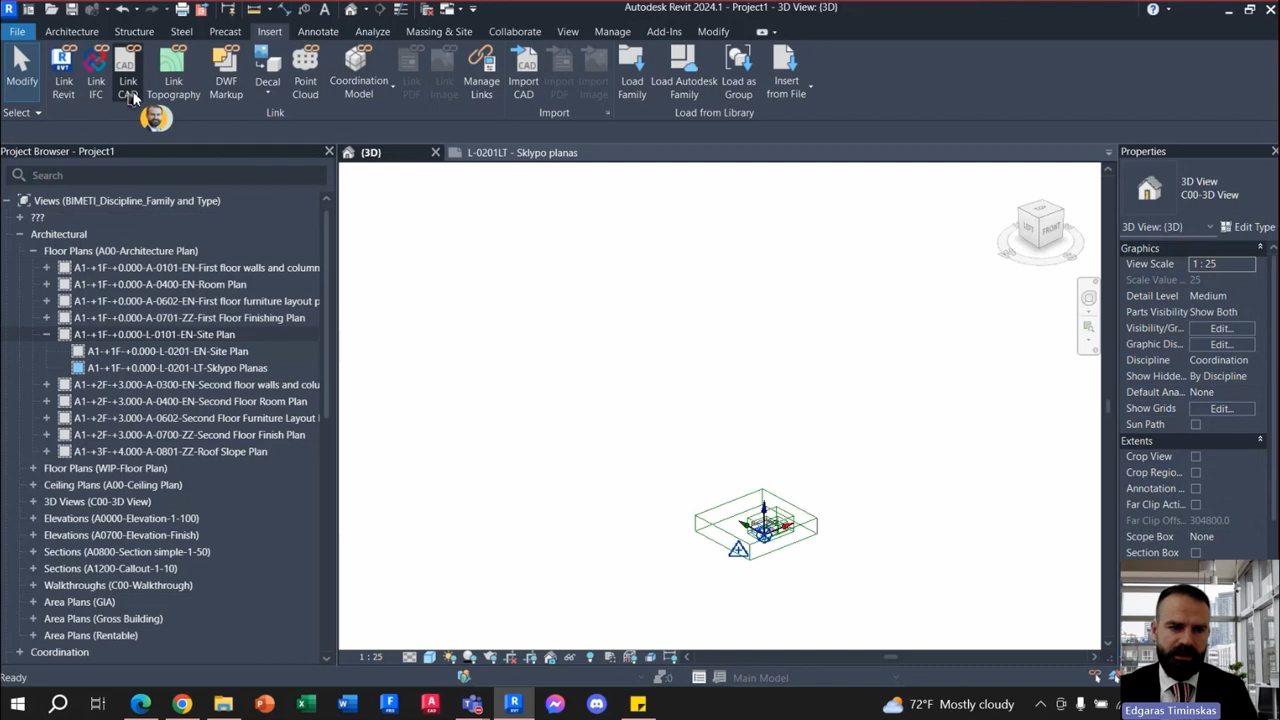 Autodesk Revit 2024.1 - Project1 - 3D View: {3D}
File Architecture Structure Steel Precast Insert Annotate Analyze Massing & Site Collaborate View Manage Add-Ins Modify
Modify
Link Revit
Link IFC
Link CAD
Link Topography
DWF Markup
Decal
Point Cloud
Coordination Model
Link PDF
Link Image
Manage Links
Import CAD
Import PDF
Import Image
Load Family
Load Autodesk Family
Load as Group
Insert from File
Select Link Import Load from Library
Project Browser - Project1
{3D}
L-0201LT - Sklypo planas
Properties
Search
3D View
C00-3D View
Views (BIMETI_Discipline_Family and Type)
???
Architectural
Floor Plans (A00-Architecture Plan)
A1-+1F-+0.000-A-0101-EN-First floor walls and column
A1-+1F-+0.000-A-0400-EN-Room Plan
A1-+1F-+0.000-A-0602-EN-First floor furniture layout p
A1-+1F-+0.000-A-0701-ZZ-First Floor Finishing Plan
A1-+1F-+0.000-L-0101-EN-Site Plan
A1-+1F-+0.000-L-0201-EN-Site Plan
A1-+1F-+0.000-L-0201-LT-Sklypo Planas
A1-+2F-+3.000-A-0300-EN-Second floor walls and colu
A1-+2F-+3.000-A-0400-EN-Second Floor Room Plan
A1-+2F-+3.000-A-0602-Second Floor Furniture Layout
A1-+2F-+3.000-A-0700-ZZ-Second Floor Finish Plan
A1-+3F-+4.000-A-0801-ZZ-Roof Slope Plan
Floor Plans (WIP-Floor Plan)
Ceiling Plans (A00-Ceiling Plan)
3D Views (C00-3D View)
Elevations (A0000-Elevation-1-100)
Elevations (A0700-Elevation-Finish)
Sections (A0800-Section simple-1-50)
Sections (A1200-Callout-1-10)
Walkthroughs (C00-Walkthrough)
Area Plans (GIA)
Area Plans (Gross Building)
Area Plans (Rentable)
Coordination
TOP
LEFT
FRONT
3D View: {3D} Edit Type
Graphics
View Scale 1 : 25
Scale Value ... 25
Detail Level Medium
Parts Visibility Show Both
Visibility/Gr... Edit...
Graphic Dis... Edit...
Discipline Coordination
Show Hidde... By Discipline
Default Ana... None
Show Grids Edit...
Sun Path
Extents
Crop View
Crop Regio...
Annotation ...
Far Clip Acti...
Far Clip Offs... 304800.0
Scope Box None
Section Box
1 : 25
Ready
:0
Main Model
72°F Mostly cloudy
Edgaras Timinskas